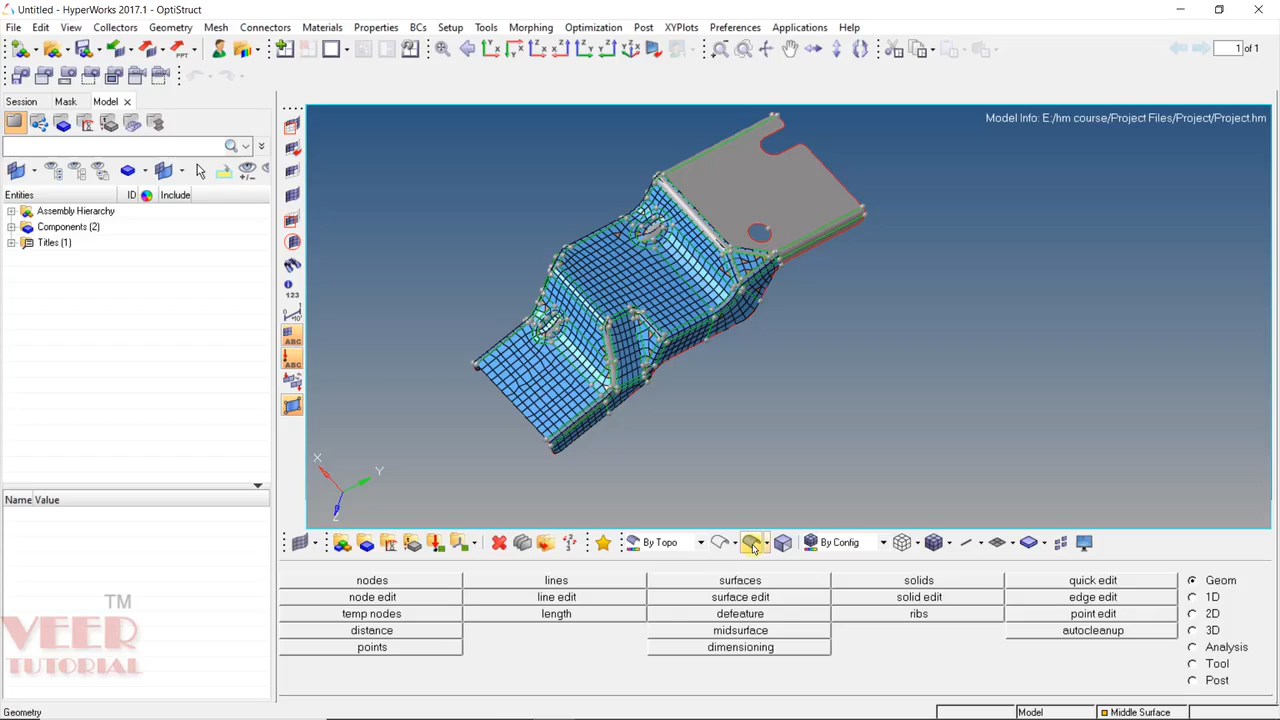 Untitled - HyperWorks 2017.1 - OptiStruct
File Edit View Collectors Geometry Mesh Connectors Materials Properties BCs Setup Tools Morphing Optimization Post XYPlots Preferences Applications Help
1 of 1
Session Mask Model
Model Info: E:/hm course/Project Files/Project/Project.hm
Entities ID Include
Assembly Hierarchy
Components (2)
Titles (1)
123
ABC
ABC
X
Y
Z
Name Value
By Topo By Config
nodes lines surfaces solids quick edit Geom
node edit line edit surface edit solid edit edge edit 1D
temp nodes length defeature ribs point edit 2D
distance midsurface autocleanup 3D
points dimensioning Analysis
Tool
Post
TM
VEER
TUTORIAL
Geometry Model Middle Surface